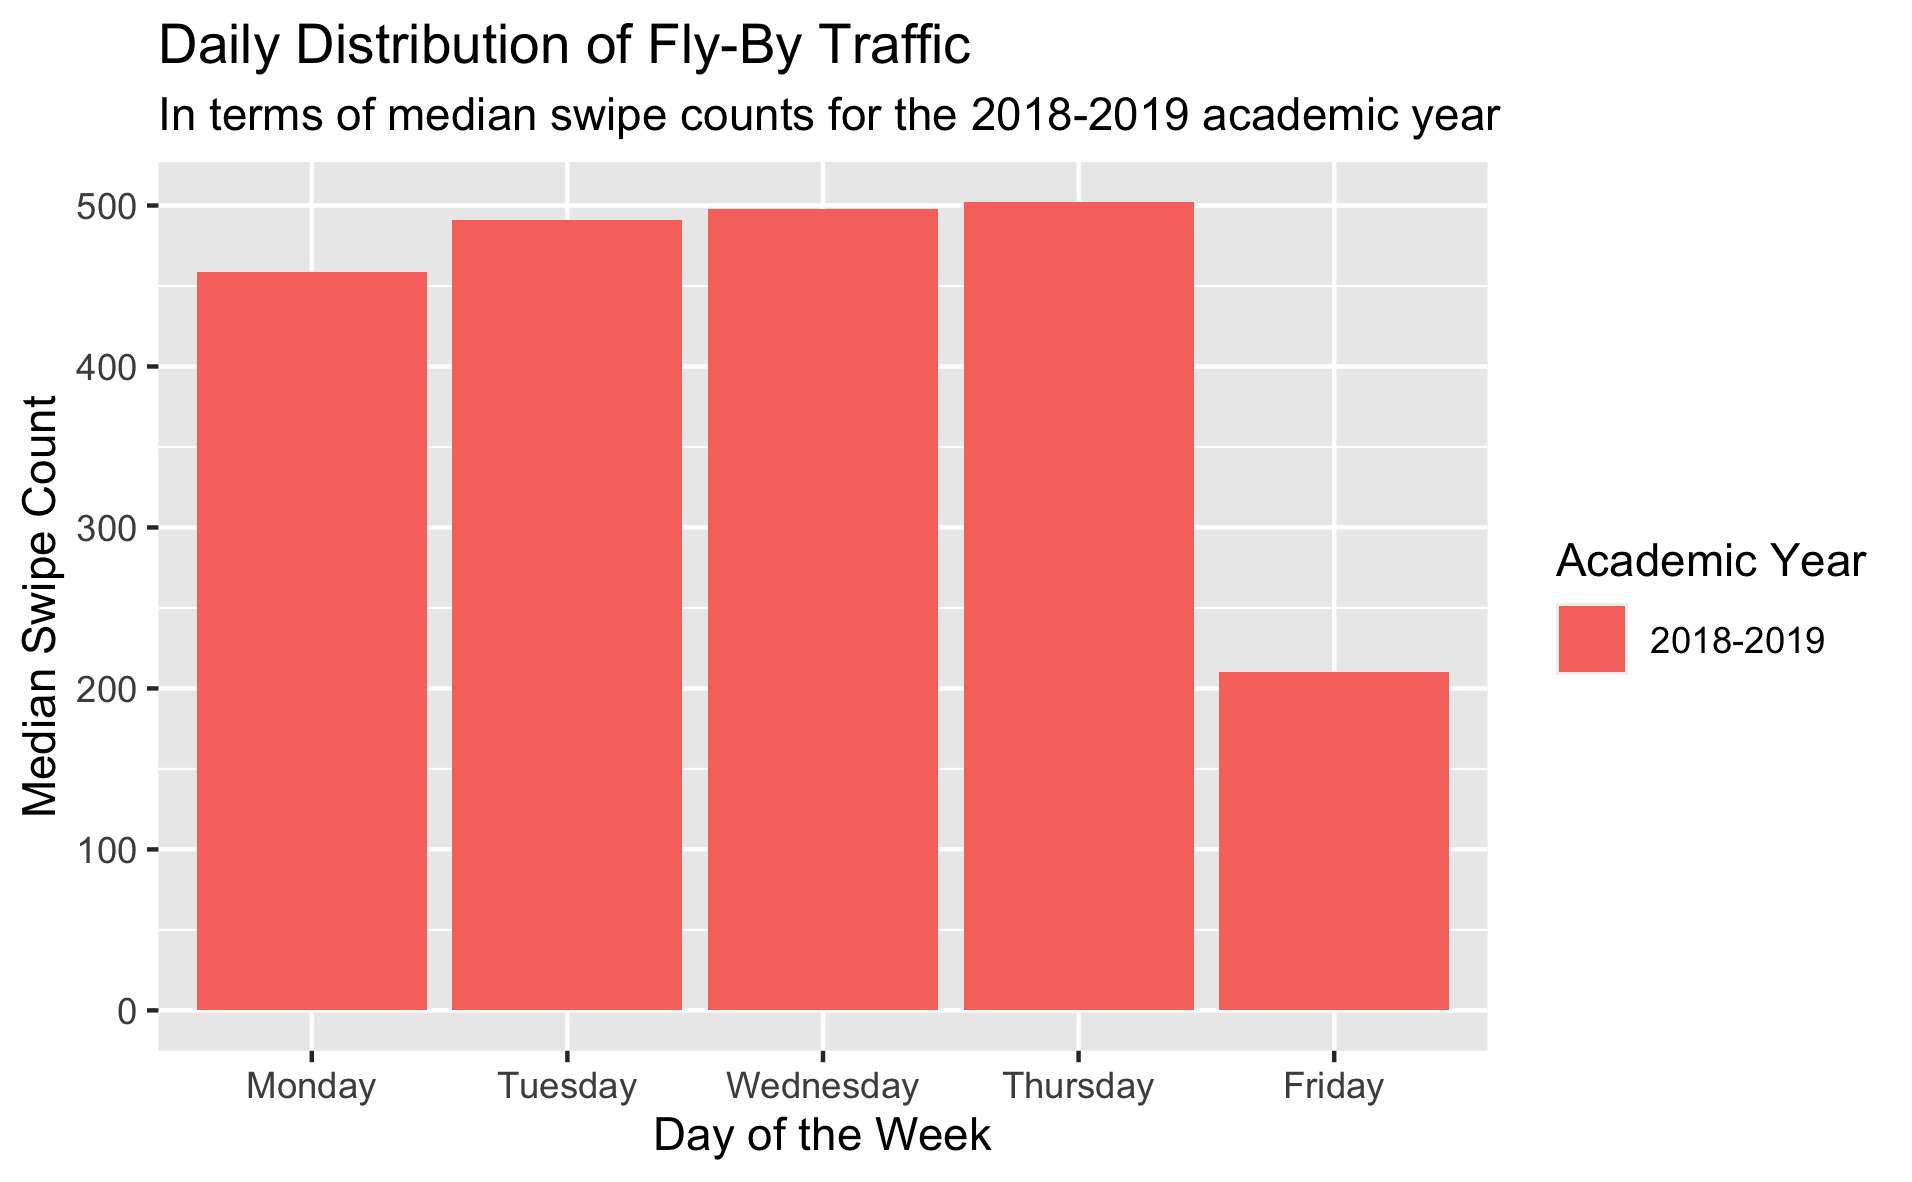 Daily Distribution of Fly-By Traffic
In terms of median swipe counts for the 2018-2019 academic year
Median Swipe Count
500
400
300
200
100
0
Monday Tuesday Wednesday Thursday Friday
Day of the Week
Academic Year
2018-2019